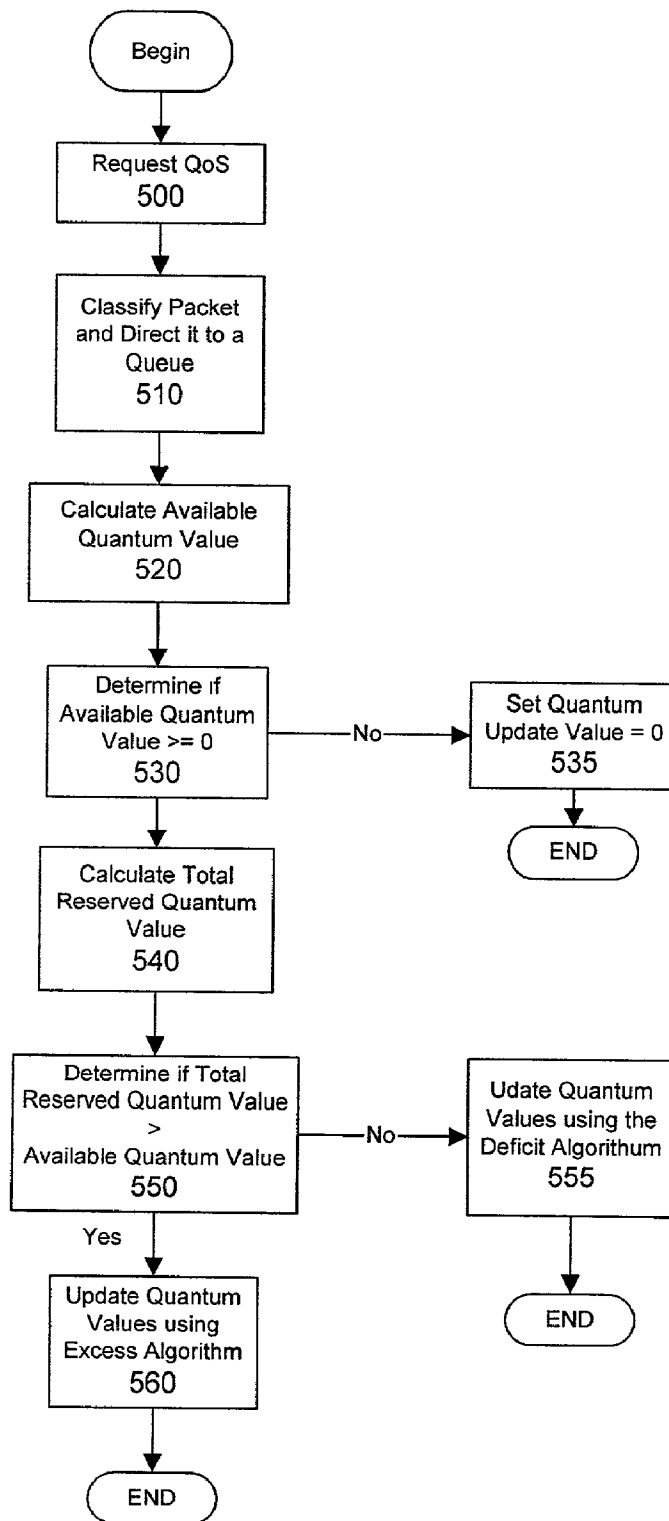 Begin
Request QoS
500
Classify Packet
and Direct it to a
Queue
510
Calculate Available
Quantum Value
520
Determine if
Available Quantum
Value >= 0
530
No
Set Quantum
Update Value = 0
535
END
Calculate Total
Reserved Quantum
Value
540
Determine if Total
Reserved Quantum Value
>
Available Quantum Value
550
No
Udate Quantum
Values using the
Deficit Algorithum
555
END
Yes
Update Quantum
Values using
Excess Algorithm
560
END